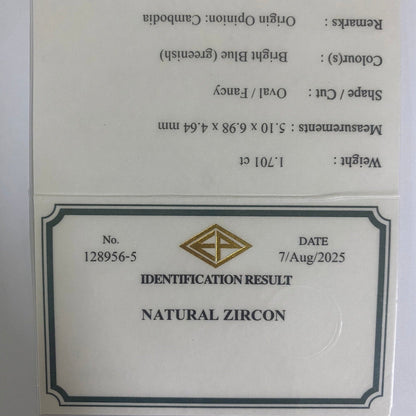 Weight : 1.701 ct
Measurements : 5.10 x 6.98 x 4.64 mm
Shape / Cut : Oval / Fancy
Colour(s) : Bright Blue (greenish)
Remarks : Origin Opinion: Cambodia
No. DATE
128956-5 7/Aug/2025
IDENTIFICATION RESULT
NATURAL ZIRCON